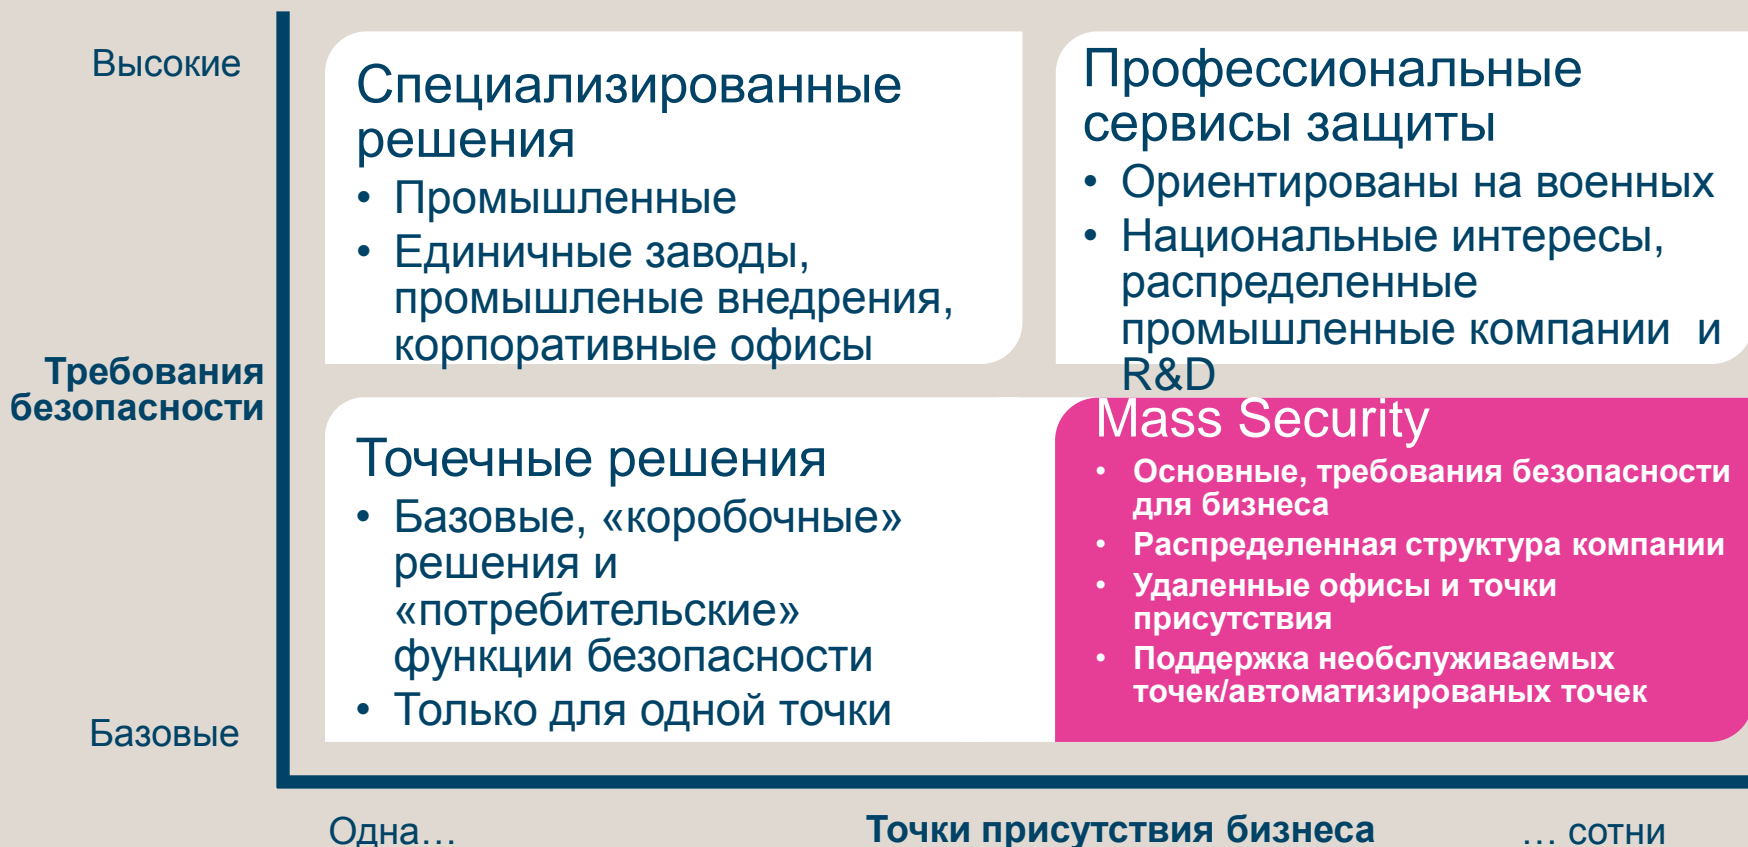 Высокие
Специализированные
решения
• Промышленные
• Единичные заводы,
промышленые внедрения,
корпоративные офисы
Профессиональные
сервисы защиты
• Ориентированы на военных
• Национальные интересы,
распределенные
промышленные компании и
R&D
Требования
безопасности
Точечные решения
• Базовые, «коробочные»
решения и
«потребительские»
функции безопасности
• Только для одной точки
Mass Security
• Основные, требования безопасности
для бизнеса
• Распределенная структура компании
• Удаленные офисы и точки
присутствия
• Поддержка необслуживаемых
точек/автоматизированых точек
Базовые
Одна…
Точки присутствия бизнеса
… сотни